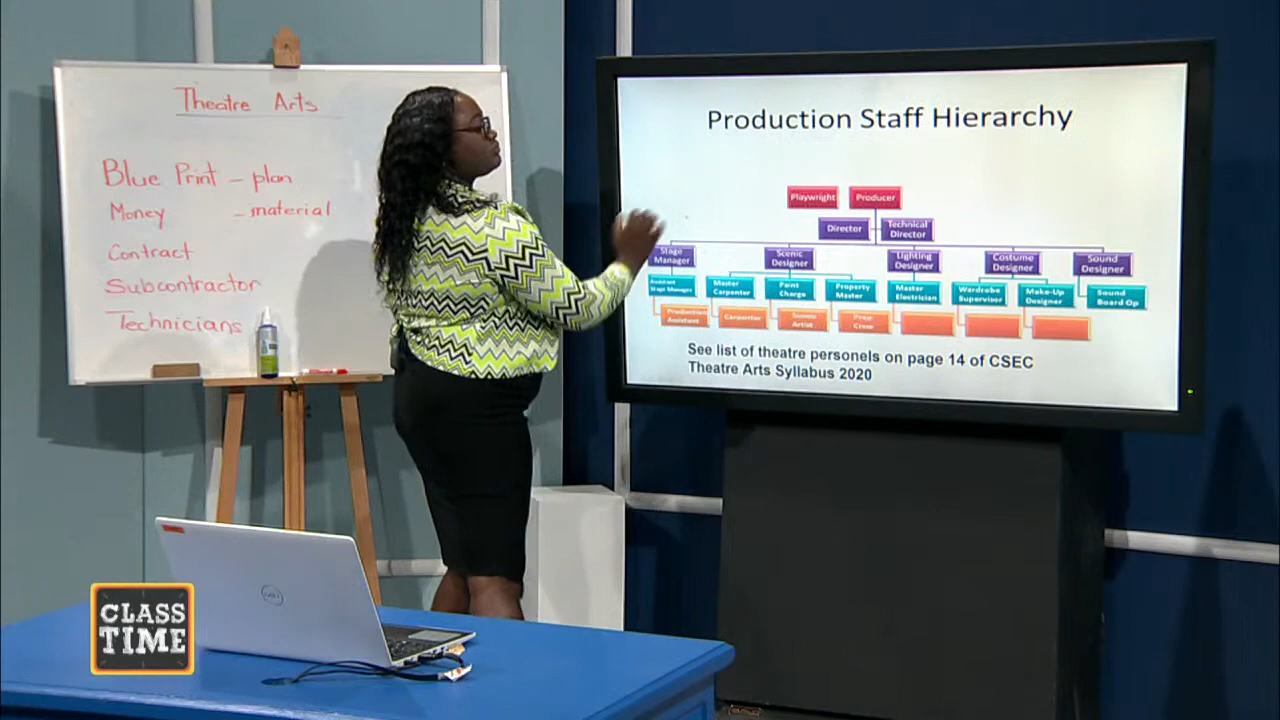 Theatre Arts
Blue Print - plan
Money - material
Contract
Subcontractor
Technicians
Production Staff Hierarchy
Playwright Producer
Director Technical Director
Stage Manager Scenic Designer Lighting Designer Costume Designer Sound Designer
Assistant Stage Manager Master Carpenter Paint Charge Property Master Master Electrician Wardrobe Supervisor Make-Up Designer Sound Board Op
Production Assistant Carpenter Scenic Artist Props Crew
See list of theatre personels on page 14 of CSEC
Theatre Arts Syllabus 2020
DELL
CLASS
TIME